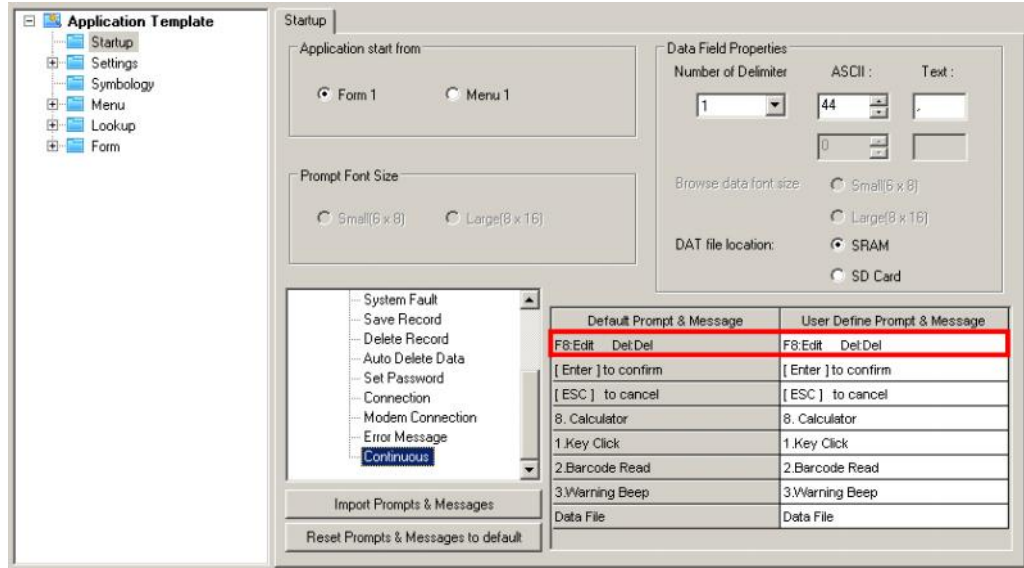 Application Template
Startup
Settings
Symbology
Menu
Lookup
Form
Startup
Application start from
Form 1 Menu 1
Prompt Font Size
Small(6 x 8) Large(8 x 16)
Data Field Properties
Number of Delimiter ASCII : Text :
1 44 ,
0
Browse data font size Small(6 x 8)
Large(8 x 16)
DAT file location: SRAM
SD Card
System Fault
Save Record
Delete Record
Auto Delete Data
Set Password
Connection
Modem Connection
Error Message
Continuous
Import Prompts & Messages
Reset Prompts & Messages to default
Default Prompt & Message User Define Prompt & Message
F8:Edit Del:Del F8:Edit Del:Del
[ Enter ] to confirm [ Enter ] to confirm
[ ESC ] to cancel [ ESC ] to cancel
8. Calculator 8. Calculator
1.Key Click 1.Key Click
2.Barcode Read 2.Barcode Read
3.Warning Beep 3.Warning Beep
Data File Data File